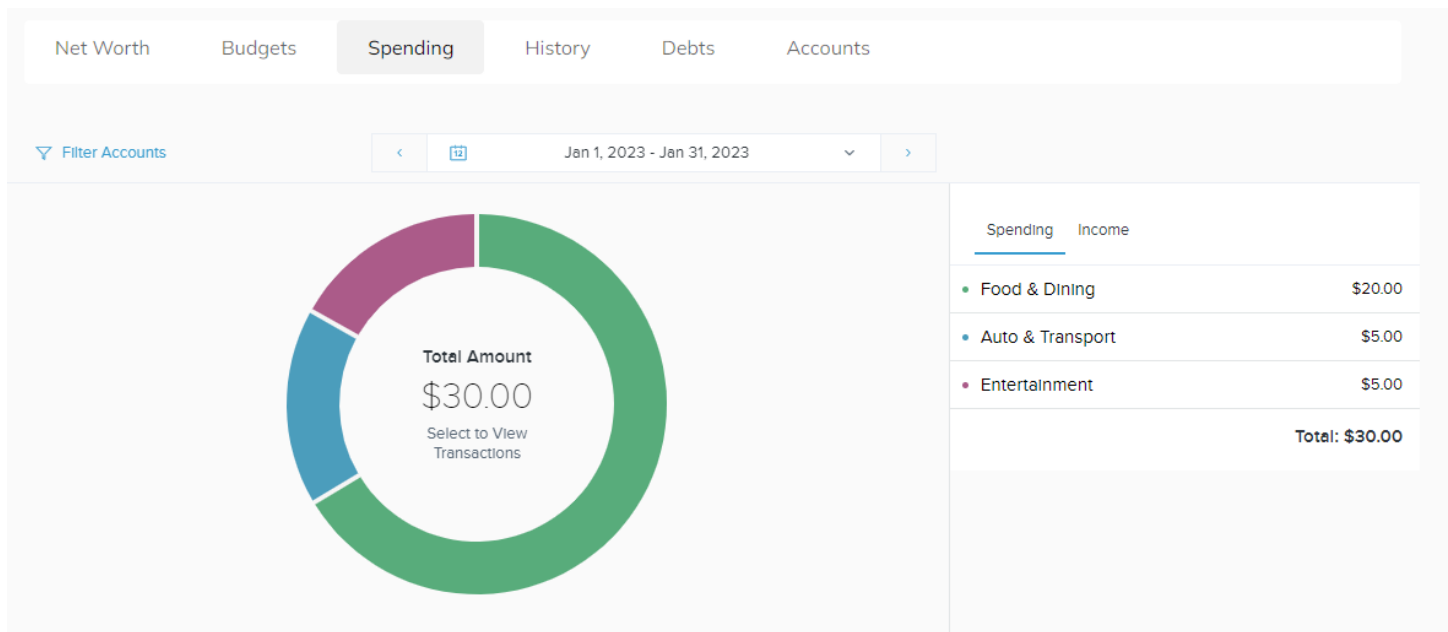 Net Worth Budgets Spending History Debts Accounts
Filter Accounts 12 Jan 1, 2023 - Jan 31, 2023
Total Amount
$30.00
Select to View
Transactions
Spending Income
Food & Dining $20.00
Auto & Transport $5.00
Entertainment $5.00
Total: $30.00